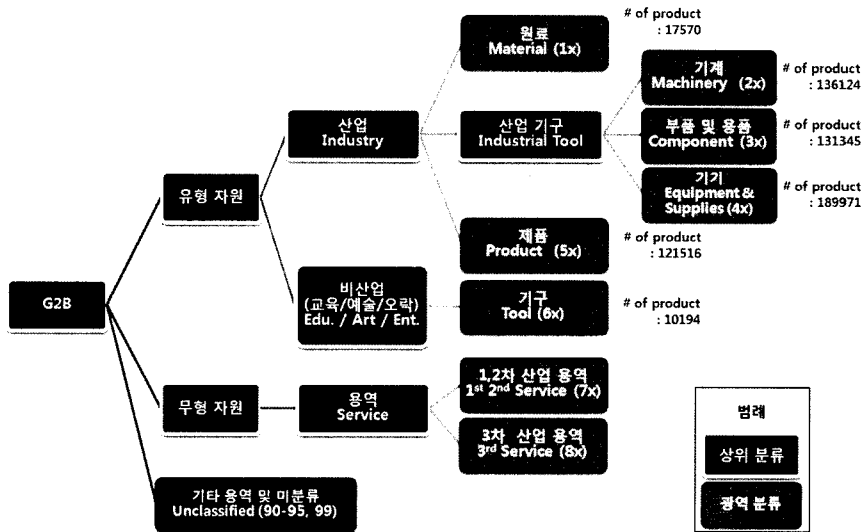 원료
Material (1x)
# of product
: 17570
기계
Machinery (2x)
# of product
: 136124
산업
Industry
산업 기구
Industrial Tool
부품 및 용품
Component (3x)
# of product
: 131345
유형 자원
기기
Equipment &
Supplies (4x)
# of product
: 189971
제품
Product (5x)
# of product
: 121516
G2B
비산업
(교육/예술/오락)
Edu. / Art / Ent.
기구
Tool (6x)
# of product
: 10194
무형 자원
용역
Service
1,2차 산업 용역
1st 2nd Service (7x)
3차 산업 용역
3rd Service (8x)
기타 용역 및 미분류
Unclassified (90-95, 99)
범례
상위 분류
광역 분류